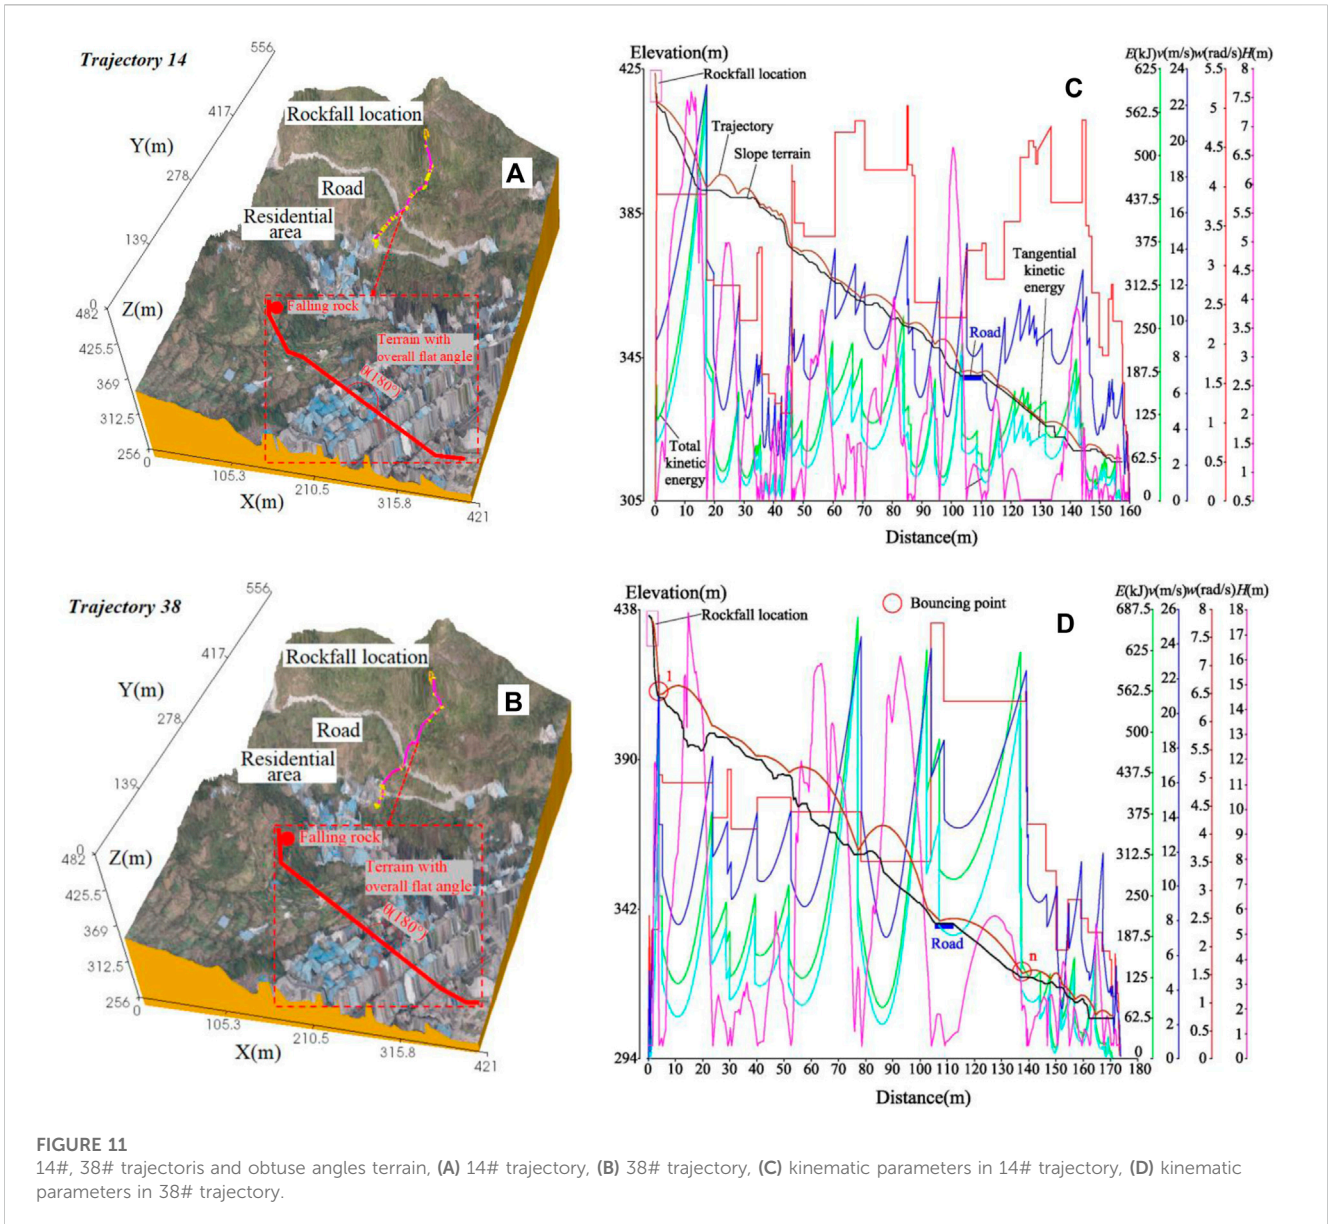 Trajectory 14
556
417
Y(m)
278
139
0
482
Z(m)
425.5
369
312.5
256
0
105.3
X(m)
210.5
315.8
421
Rockfall location
Road
Residential
area
A
Falling rock
Terrain with
overall flat angle
θ(180°)
Elevation(m)
425
385
345
305
Rockfall location
Trajectory
Slope terrain
C
Tangential
kinetic
energy
Road
Total
kinetic
energy
0 10 20 30 40 50 60 70 80 90 100 110 120 130 140 150 160
Distance(m)
E(kJ) v(m/s) w(rad/s) H(m)
625 24 5.5 8
562.5 22 5 7.5
500 20 4.5 7
437.5 18 4 6.5
375 16 3.5 6
312.5 14 3 5.5
250 12 2.5 5
187.5 10 2 4.5
125 8 1.5 4
62.5 6 1 3.5
0 4 0.5 3
2 0 2.5
0 2
1.5
1
0.5
Trajectory 38
556
417
Y(m)
278
139
0
482
Z(m)
425.5
369
312.5
256
0
105.3
X(m)
210.5
315.8
421
Rockfall location
Road
Residential
area
B
Falling rock
Terrain with
overall flat angle
θ(180°)
Elevation(m)
438
390
342
294
Rockfall location
Bouncing point
D
1
n
Road
0 10 20 30 40 50 60 70 80 90 100 110 120 130 140 150 160 170 180
Distance(m)
E(kJ) v(m/s) w(rad/s) H(m)
687.5 26 8 18
625 24 7.5 17
562.5 22 7 16
500 20 6.5 15
437.5 18 6 14
375 16 5.5 13
312.5 14 5 12
250 12 4.5 11
187.5 10 4 10
125 8 3.5 9
62.5 6 3 8
0 4 2.5 7
2 2 6
0 1.5 5
1 4
0.5 3
0 2
1
0
FIGURE 11
14#, 38# trajectoris and obtuse angles terrain, (A) 14# trajectory, (B) 38# trajectory, (C) kinematic parameters in 14# trajectory, (D) kinematic
parameters in 38# trajectory.